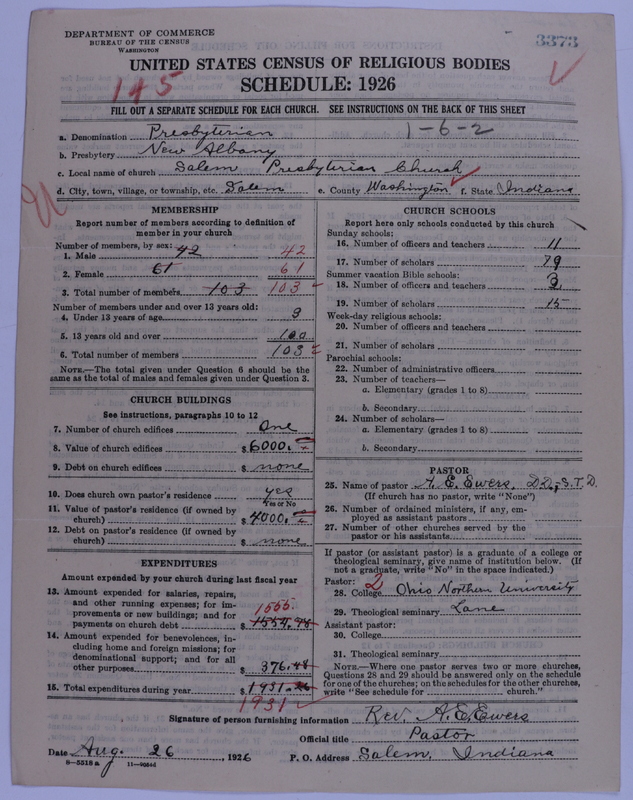 DEPARTMENT OF COMMERCE
BUREAU OF THE CENSUS
WASHINGTON
3373
UNITED STATES CENSUS OF RELIGIOUS BODIES
SCHEDULE: 1926
145
FILL OUT A SEPARATE SCHEDULE FOR EACH CHURCH. SEE INSTRUCTIONS ON THE BACK OF THIS SHEET
a. Denomination Presbyterian 1-6-2
b. Presbytery New Albany
c. Local name of church Salem Presbyterian Church
d. City, town, village, or township, etc. Salem e. County Washington f. State Indiana
MEMBERSHIP
Report number of members according to definition of member in your church
Number of members, by sex:
1. Male 42 42
2. Female 61 61
3. Total number of members 103 103
Number of members under and over 13 years old:
4. Under 13 years of age 3
5. 13 years old and over 100
6. Total number of members 103
NOTE.—The total given under Question 6 should be the
same as the total of males and females given under Question 3.
CHURCH BUILDINGS
See instructions, paragraphs 10 to 12
7. Number of church edifices One
8. Value of church edifices $ 6000.
9. Debt on church edifices $ none
10. Does church own pastor's residence yes
Yes or No
11. Value of pastor's residence (if owned by
church) $ 4000.
12. Debt on pastor's residence (if owned by
church) $ none
EXPENDITURES
Amount expended by your church during last fiscal year
13. Amount expended for salaries, repairs,
and other running expenses; for im-
provements or new buildings; and for 1555.
payments on church debt $ 1554.78
14. Amount expended for benevolences, in-
cluding home and foreign missions; for
denominational support; and for all
other purposes $ 376.48
15. Total expenditures during year $ 1931.26
1931
CHURCH SCHOOLS
Report here only schools conducted by this church
Sunday schools:
16. Number of officers and teachers 11
17. Number of scholars 79
Summer vacation Bible schools:
18. Number of officers and teachers 3
19. Number of scholars 15
Week-day religious schools:
20. Number of officers and teachers
21. Number of scholars
Parochial schools:
22. Number of administrative officers
23. Number of teachers—
a. Elementary (grades 1 to 8)
b. Secondary
24. Number of scholars—
a. Elementary (grades 1 to 8)
b. Secondary
PASTOR
25. Name of pastor A. E. Ewers, D.D., S.T.D.
(If church has no pastor, write "None")
26. Number of ordained ministers, if any, em-
ployed as assistant pastors
27. Number of other churches served by the
pastor or his assistants
If pastor (or assistant pastor) is a graduate of a college or
theological seminary, give name of institution below. (If
not a graduate, write "No" in the space indicated.)
Pastor: 2
28. College Ohio Northern University
29. Theological seminary Lane
Assistant pastor:
30. College
31. Theological seminary
NOTE.—Where one pastor serves two or more churches,
Questions 28 and 29 should be answered only on the schedule
for one of the churches; on the schedules for the other churches,
write "See schedule for church."
Signature of person furnishing information Rev. A. E. Ewers
Official title Pastor
Date Aug. 26, 1926 P. O. Address Salem, Indiana